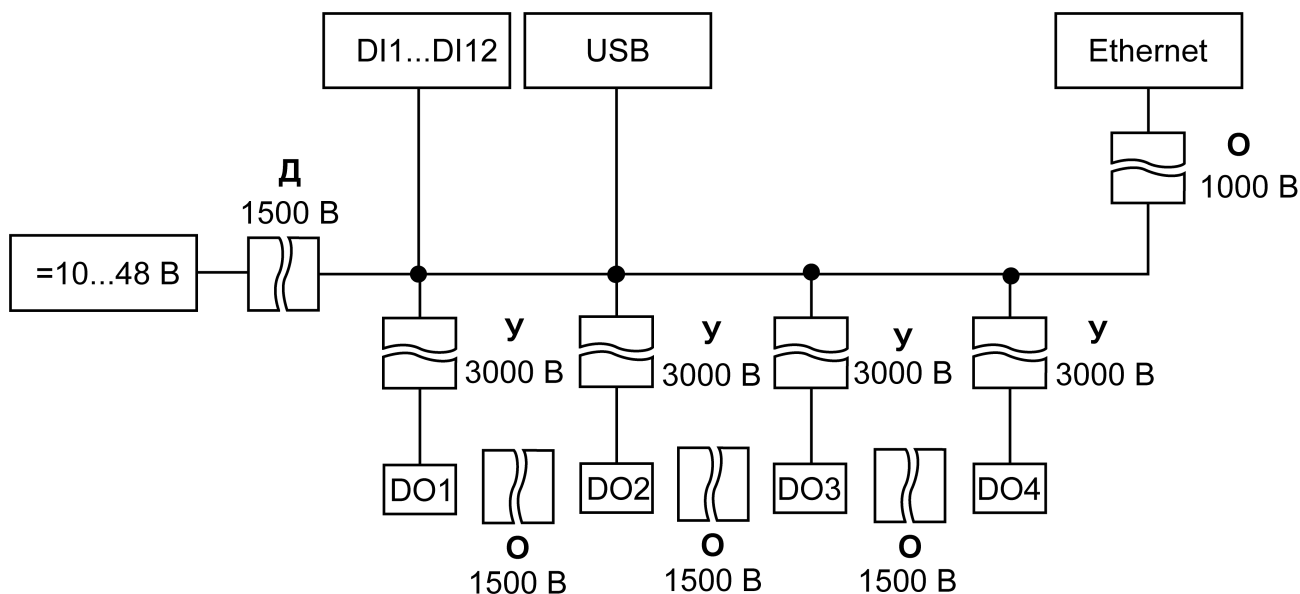 DI1...DI12
USB
Ethernet
О
1000 В
Д
1500 В
=10...48 В
У
3000 В
У
3000 В
У
3000 В
У
3000 В
DO1
DO2
DO3
DO4
О
1500 В
О
1500 В
О
1500 В